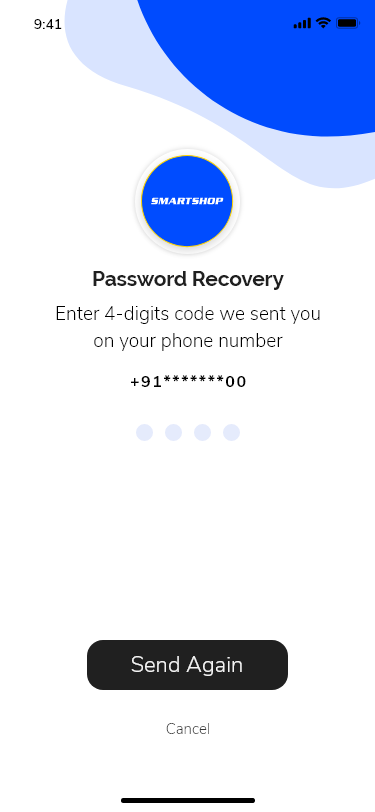 9:41
SMARTSHOP
Password Recovery
Enter 4-digits code we sent you
on your phone number
+91*******00
Send Again
Cancel